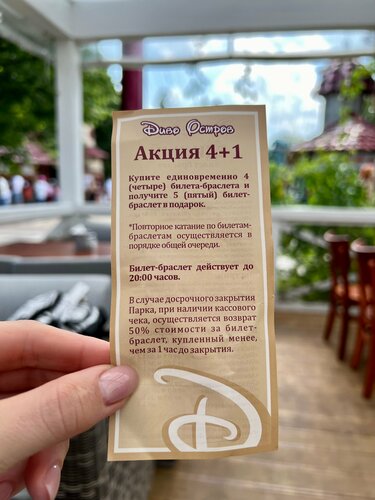 Диво Остров
Акция 4+1
Купите единовременно 4
(четыре) билета-браслета и
получите 5 (пятый) билет-
браслет в подарок.
*Повторное катание по билетам-
браслетам осуществляется в
порядке общей очереди.
Билет-браслет действует до
20:00 часов.
В случае досрочного закрытия
Парка, при наличии кассового
чека, осуществляется возврат
50% стоимости за билет-
браслет, купленный менее,
чем за 1 час до закрытия.